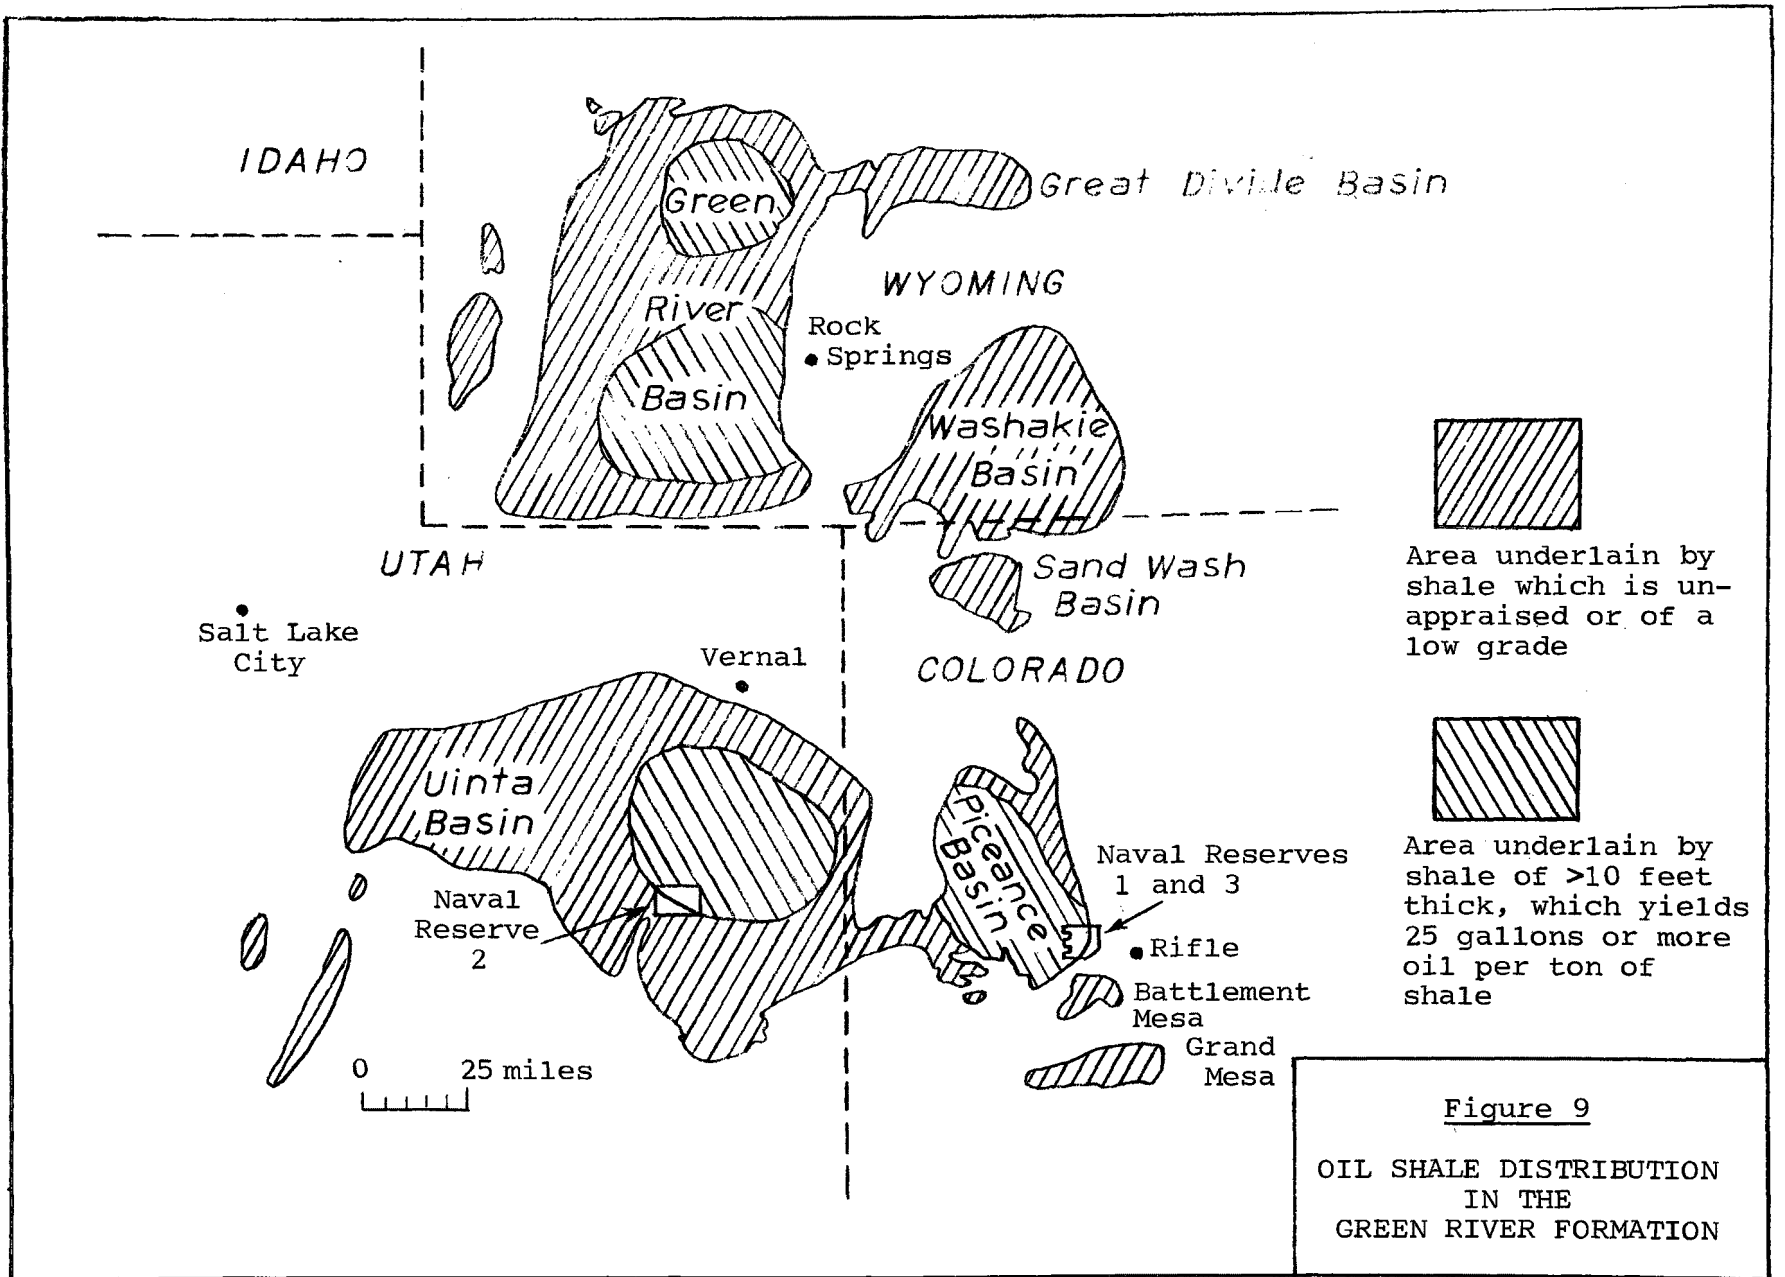 IDAHO
Great Divide Basin
Green
River
Basin
WYOMING
Rock
Springs
Washakie
Basin
UTAH
Sand Wash
Basin
Salt Lake
City
Vernal
COLORADO
Uinta
Basin
Piceance
Basin
Naval
Reserve
2
Naval Reserves
1 and 3
Rifle
Battlement
Mesa
Grand
Mesa
0 25 miles
Area underlain by
shale which is un-
appraised or of a
low grade
Area underlain by
shale of >10 feet
thick, which yields
25 gallons or more
oil per ton of
shale
Figure 9
OIL SHALE DISTRIBUTION
IN THE
GREEN RIVER FORMATION